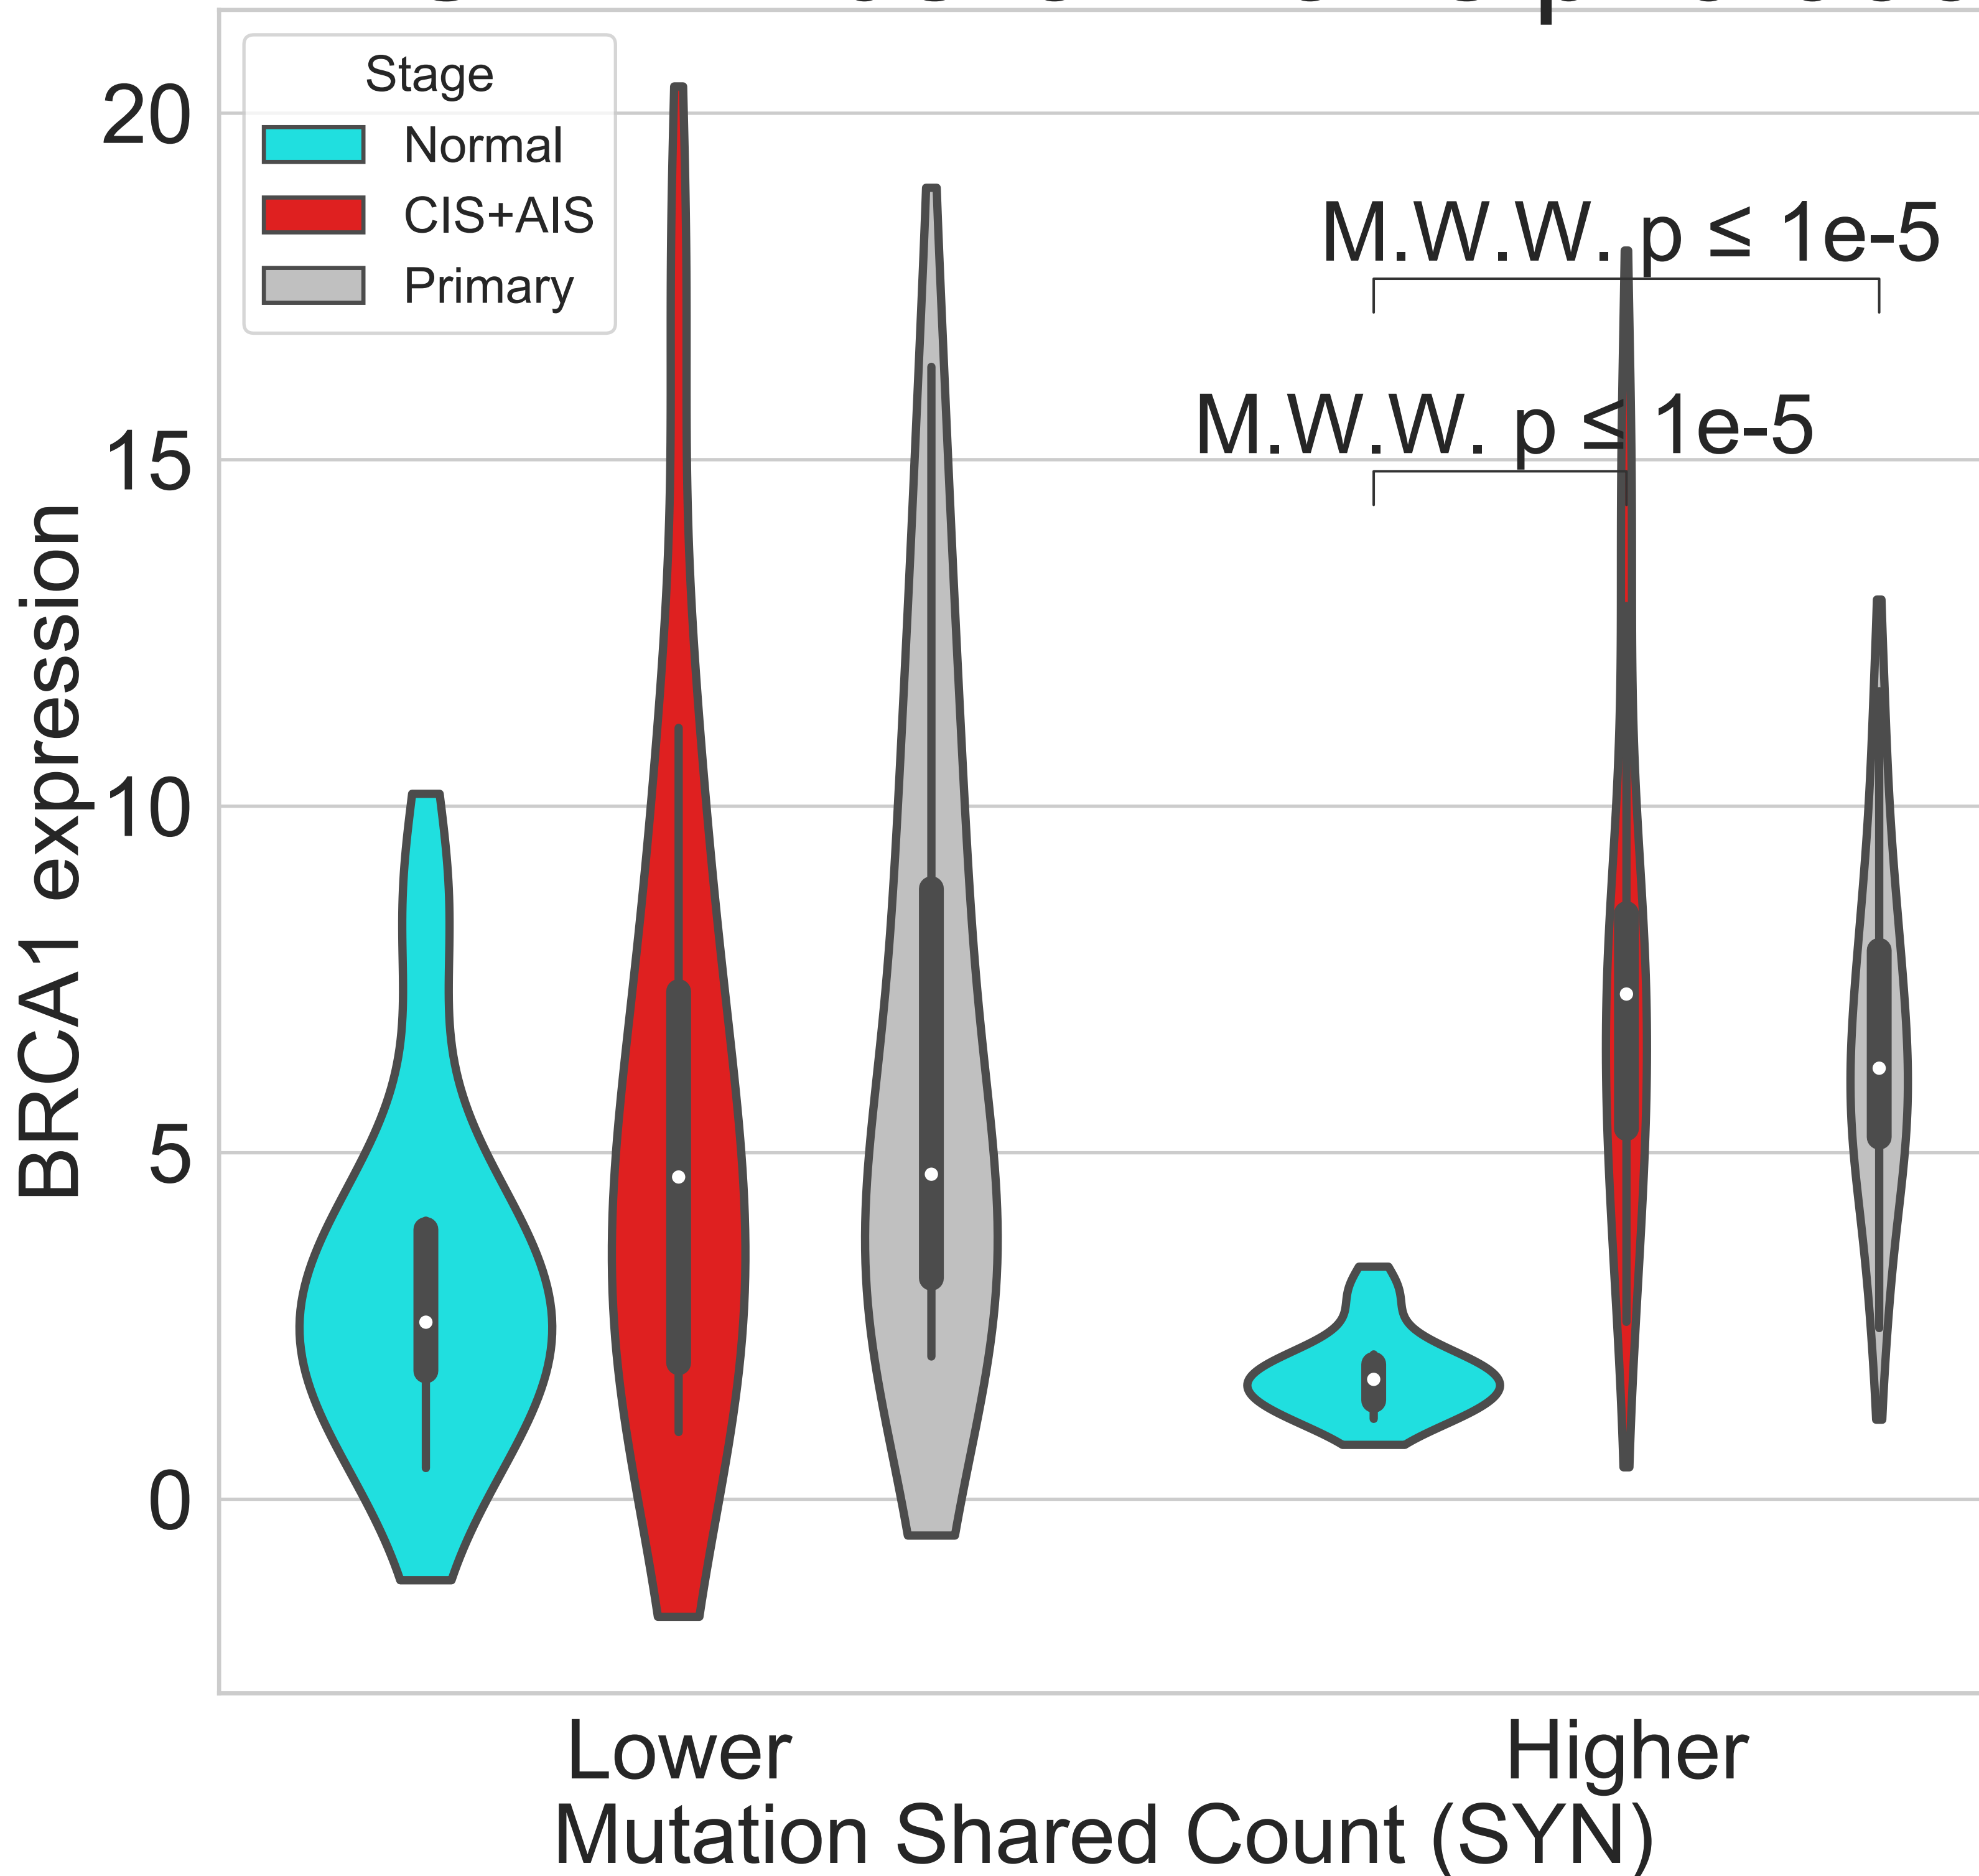 Stage
Normal
CIS+AIS
Primary
M.W.W. p ≤ 1e-5
M.W.W. p ≤ 1e-5
20
15
10
5
0
BRCA1 expression
Lower
Higher
Mutation Shared Count (SYN)